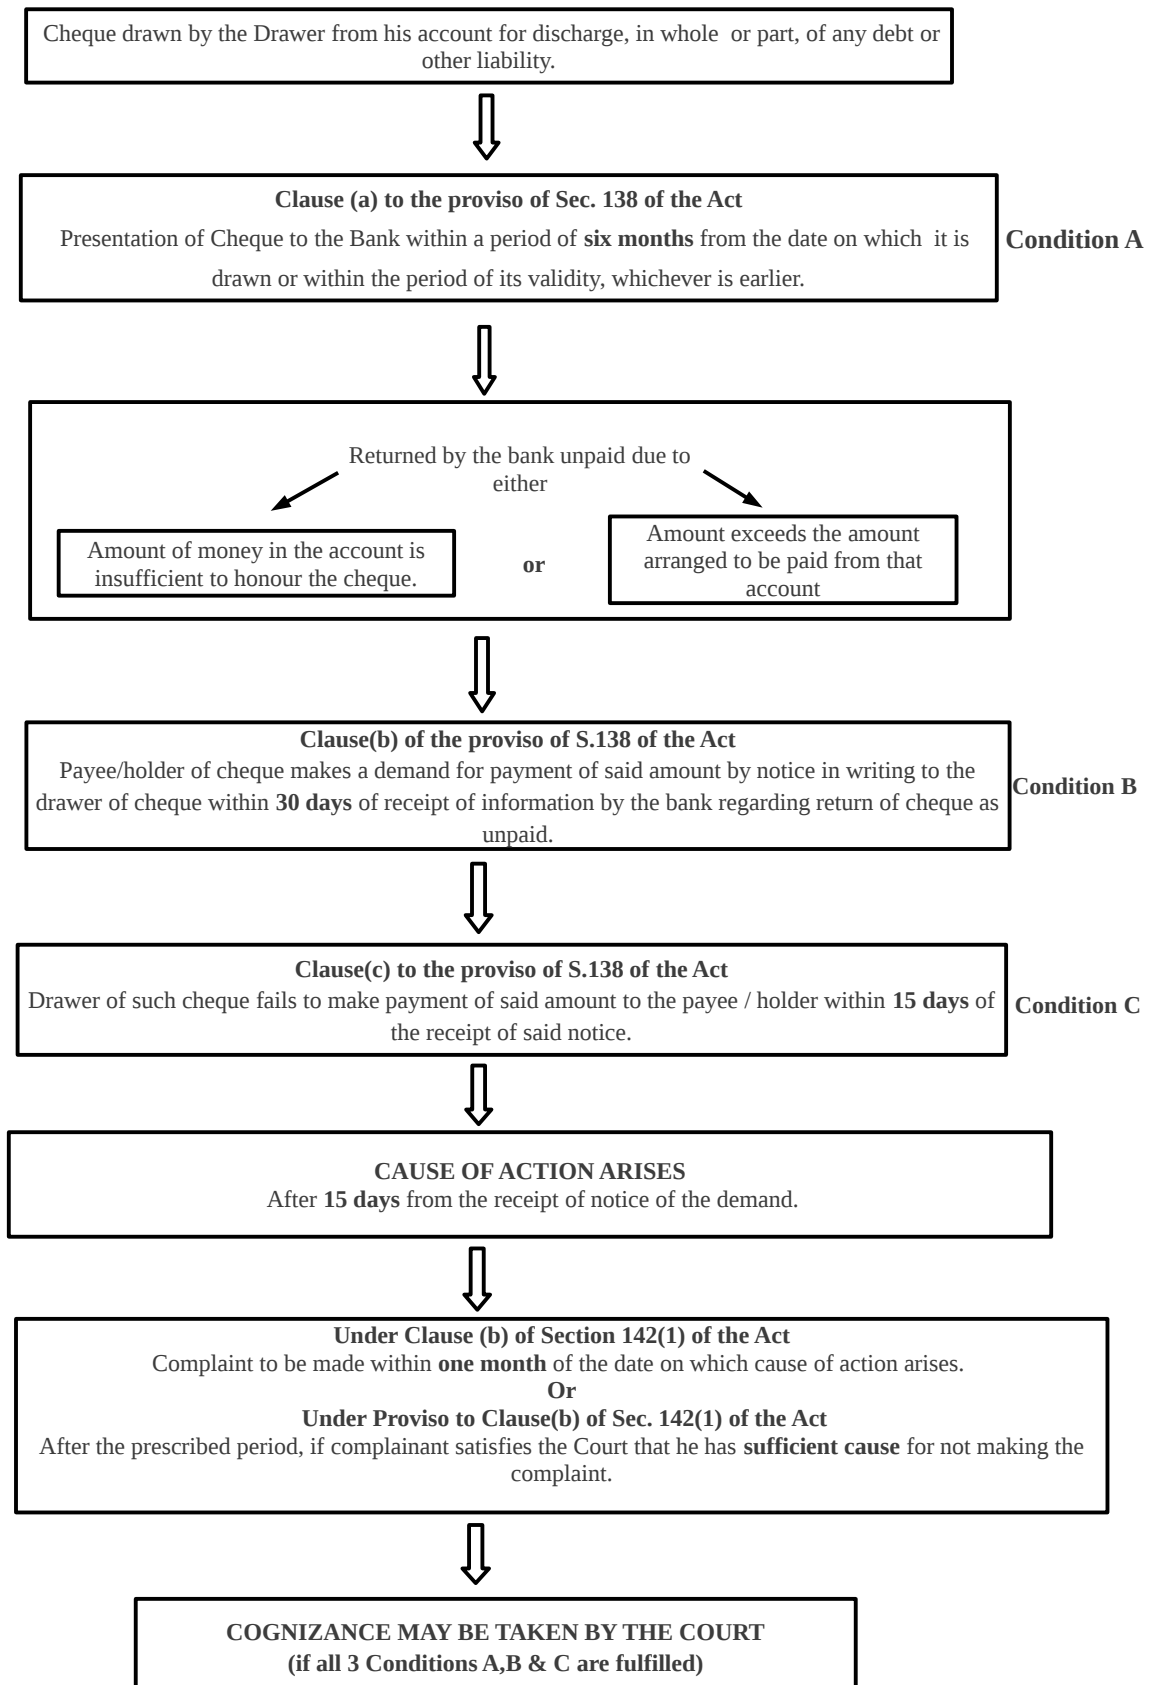 Cheque drawn by the Drawer from his account for discharge, in whole or part, of any debt or
other liability.
Clause (a) to the proviso of Sec. 138 of the Act
Presentation of Cheque to the Bank within a period of six months from the date on which it is
drawn or within the period of its validity, whichever is earlier.
Condition A
Returned by the bank unpaid due to
either
Amount of money in the account is
insufficient to honour the cheque.
or
Amount exceeds the amount
arranged to be paid from that
account
Clause(b) of the proviso of S.138 of the Act
Payee/holder of cheque makes a demand for payment of said amount by notice in writing to the
drawer of cheque within 30 days of receipt of information by the bank regarding return of cheque as
unpaid.
Condition B
Clause(c) to the proviso of S.138 of the Act
Drawer of such cheque fails to make payment of said amount to the payee / holder within 15 days of
the receipt of said notice.
Condition C
CAUSE OF ACTION ARISES
After 15 days from the receipt of notice of the demand.
Under Clause (b) of Section 142(1) of the Act
Complaint to be made within one month of the date on which cause of action arises.
Or
Under Proviso to Clause(b) of Sec. 142(1) of the Act
After the prescribed period, if complainant satisfies the Court that he has sufficient cause for not making the
complaint.
COGNIZANCE MAY BE TAKEN BY THE COURT
(if all 3 Conditions A,B & C are fulfilled)